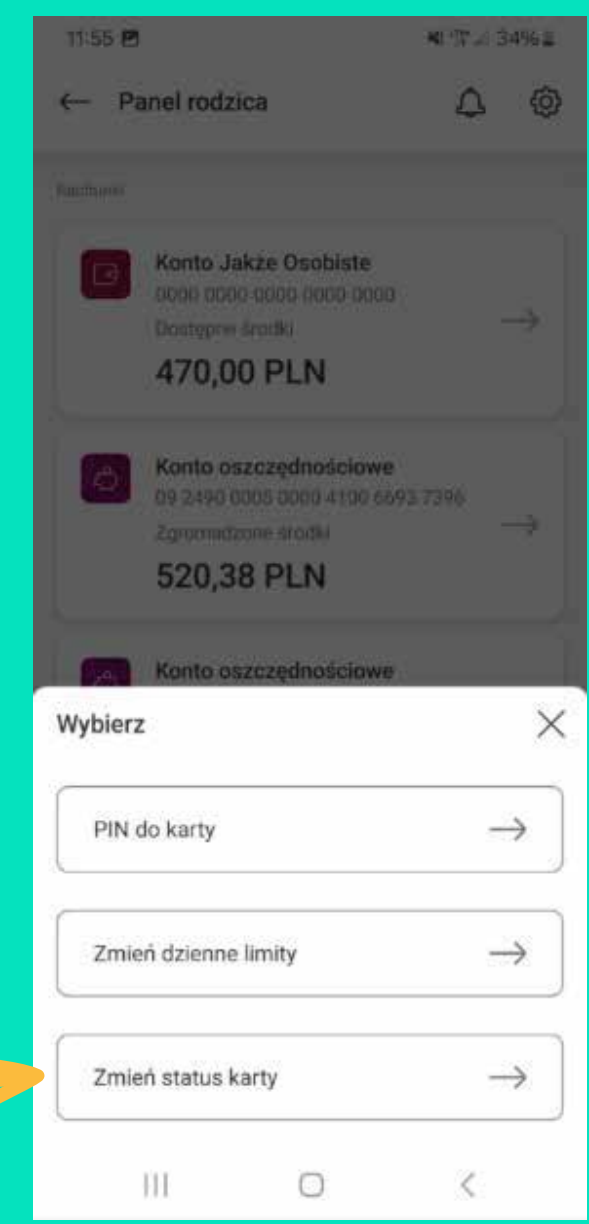 11:55
34%
Panel rodzica
Rachunki
Konto Jakże Osobiste
0000 0000 0000 0000 0000
Dostępne środki
470,00 PLN
Konto oszczędnościowe
09 2490 0005 0000 4100 6693 7396
Zgromadzone środki
520,38 PLN
Konto oszczędnościowe
Wybierz
PIN do karty
Zmień dzienne limity
Zmień status karty